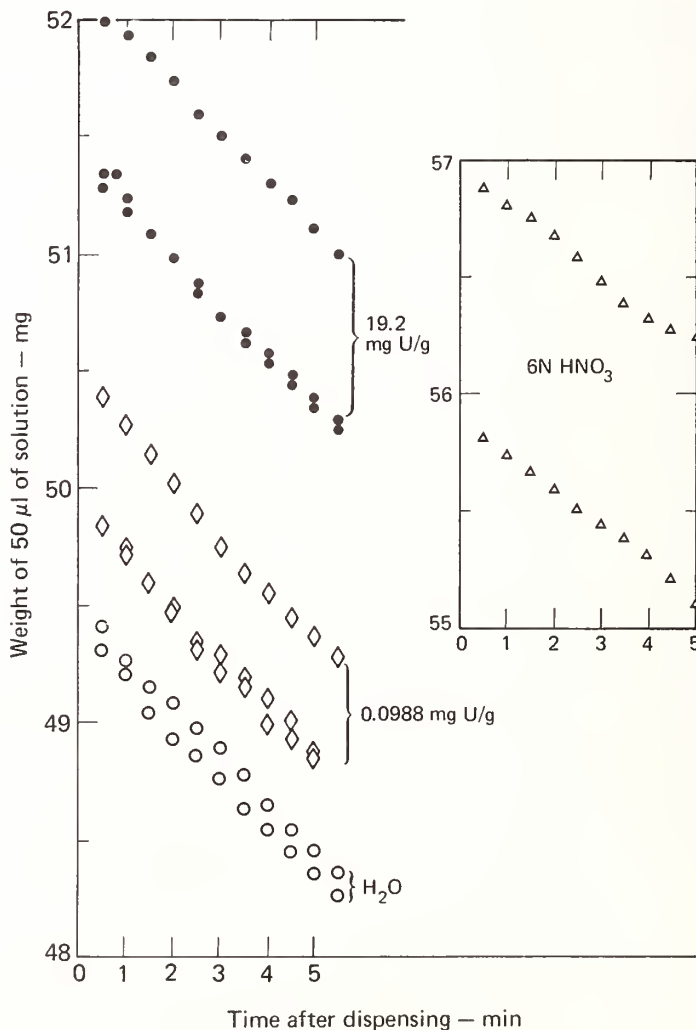 Weight of 50 μl of solution — mg
52
51
50
49
48
0 1 2 3 4 5
Time after dispensing — min
19.2
mg U/g
0.0988 mg U/g
H₂O
57
56
55
0 1 2 3 4 5
6N HNO₃